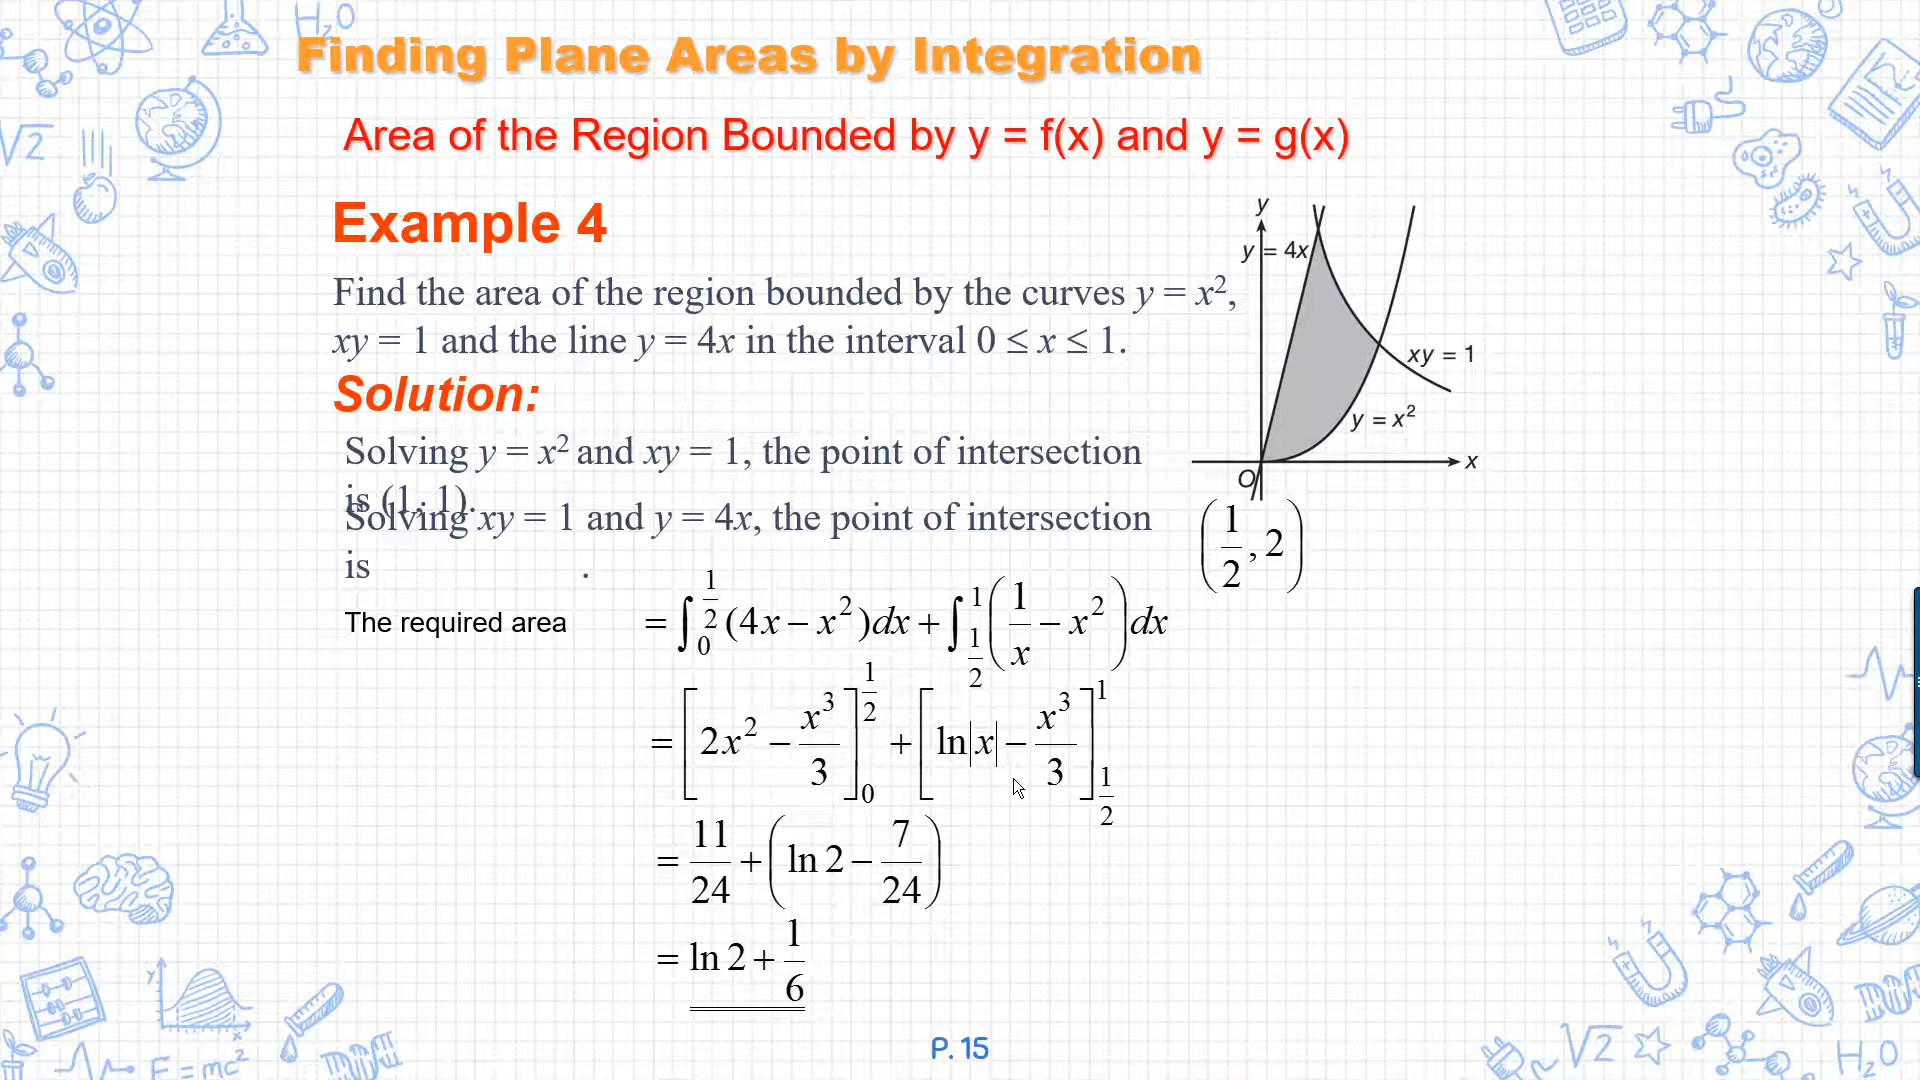 Finding Plane Areas by Integration
Area of the Region Bounded by y = f(x) and y = g(x)
Example 4
Find the area of the region bounded by the curves y = x²,
xy = 1 and the line y = 4x in the interval 0 ≤ x ≤ 1.
Solution:
Solving y = x² and xy = 1, the point of intersection
is (1, 1).
Solving xy = 1 and y = 4x, the point of intersection
is (1/2, 2) .
The required area = ∫₀^(1/2) (4x − x²)dx + ∫_(1/2)^1 (1/x − x²) dx
= [2x² − x³/3]₀^(1/2) + [ln|x| − x³/3]_(1/2)^1
= 11/24 + (ln 2 − 7/24)
= ln 2 + 1/6
y
y = 4x
xy = 1
y = x²
x
O
P. 15
H₂O
√2
y
x
E=mc²
√2
H₂O